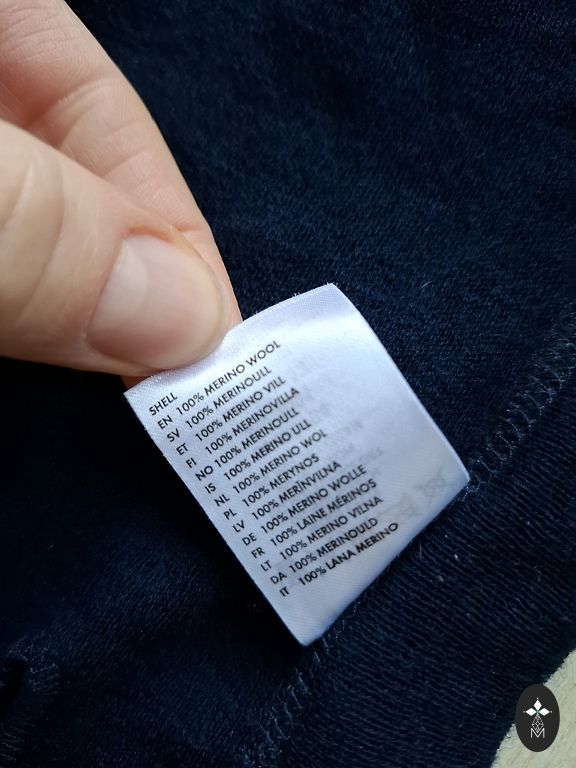 SHELL
EN 100% MERINO WOOL
SV 100% MERINOULL
ET 100% MERINO VILL
FI 100% MERINOVILLA
NO 100% MERINOULL
IS 100% MERINO ULL
NL 100% MERINO WOL
PL 100% MERYNOS
LV 100% MERĪNVILNA
DE 100% MERINO WOLLE
FR 100% LAINE MÉRINOS
LT 100% MERINO VILNA
DA 100% MERINOULD
IT 100% LANA MERINO
M